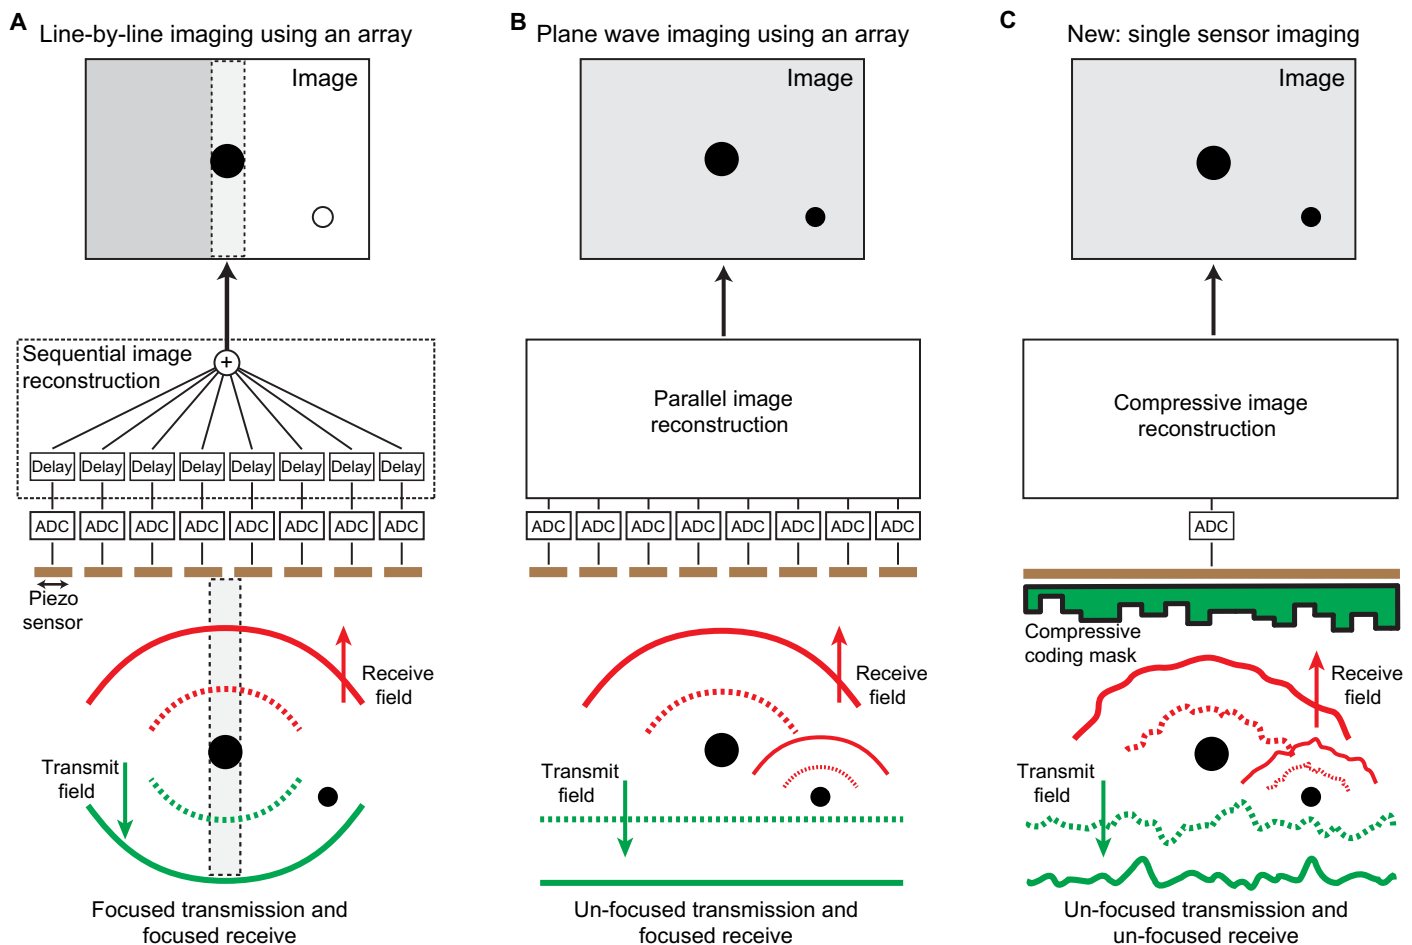 A
Line-by-line imaging using an array
Image
Sequential image
reconstruction
+
Delay Delay Delay Delay Delay Delay Delay Delay
ADC ADC ADC ADC ADC ADC ADC ADC
Piezo
sensor
Receive
field
Transmit
field
Focused transmission and
focused receive
B
Plane wave imaging using an array
Image
Parallel image
reconstruction
ADC ADC ADC ADC ADC ADC ADC ADC
Receive
field
Transmit
field
Un-focused transmission and
focused receive
C
New: single sensor imaging
Image
Compressive image
reconstruction
ADC
Compressive
coding mask
Receive
field
Transmit
field
Un-focused transmission and
un-focused receive